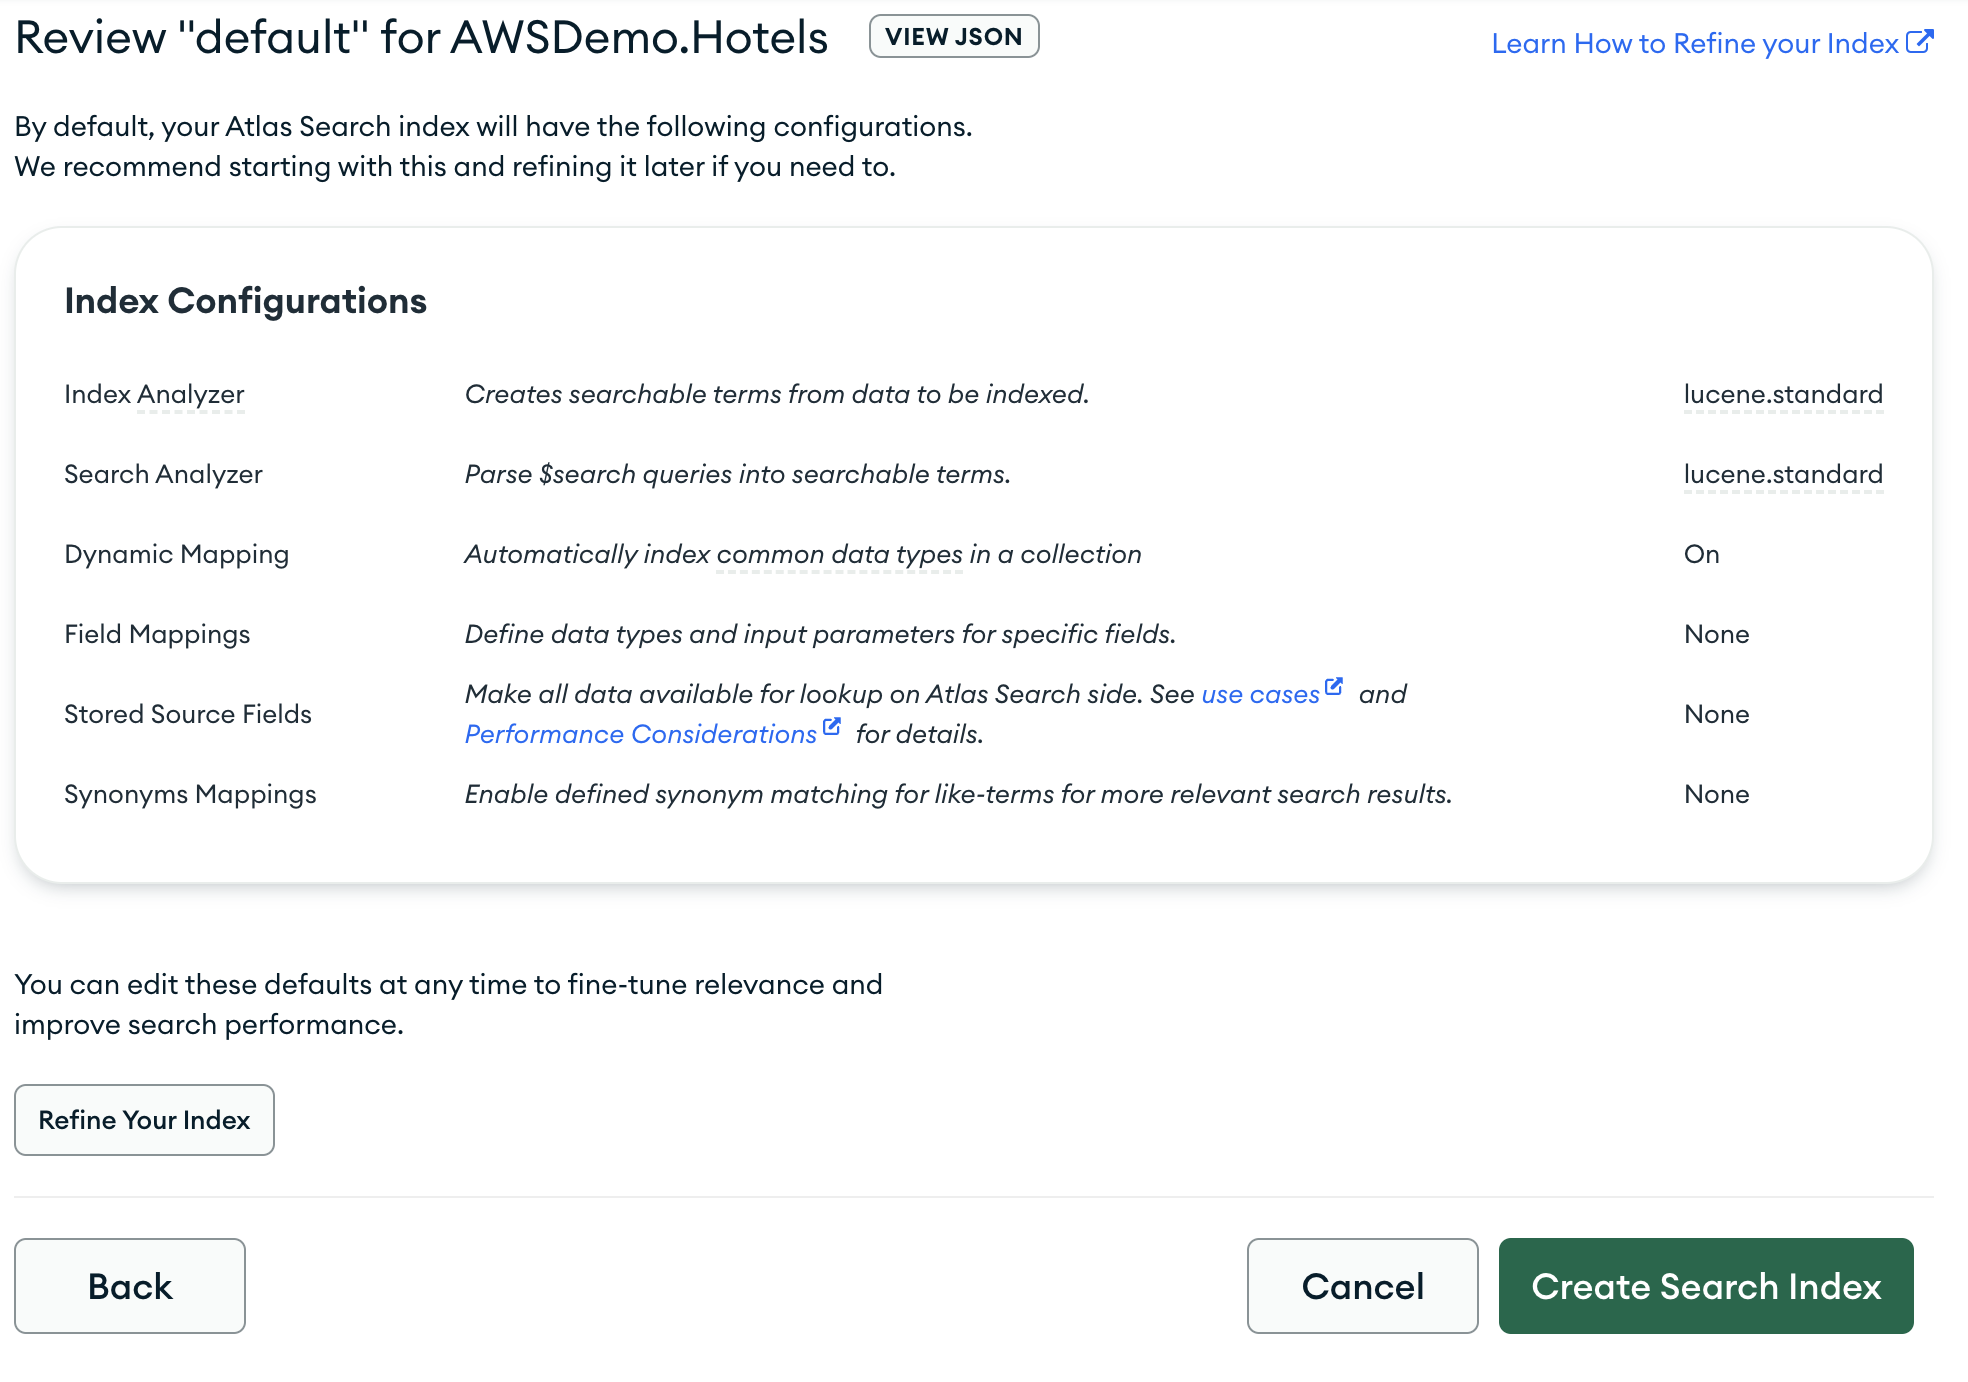 Review "default" for AWSDemo.Hotels VIEW JSON Learn How to Refine your Index
By default, your Atlas Search index will have the following configurations.
We recommend starting with this and refining it later if you need to.
Index Configurations
Index Analyzer Creates searchable terms from data to be indexed. lucene.standard
Search Analyzer Parse $search queries into searchable terms. lucene.standard
Dynamic Mapping Automatically index common data types in a collection On
Field Mappings Define data types and input parameters for specific fields. None
Stored Source Fields Make all data available for lookup on Atlas Search side. See use cases and
Performance Considerations for details. None
Synonyms Mappings Enable defined synonym matching for like-terms for more relevant search results. None
You can edit these defaults at any time to fine-tune relevance and
improve search performance.
Refine Your Index
Back Cancel Create Search Index